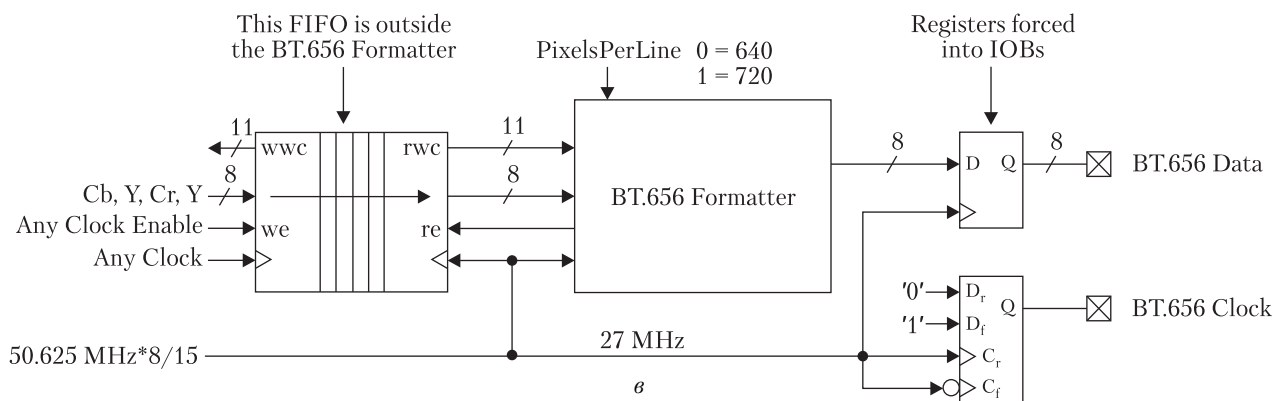 This FIFO is outside
the BT.656 Formatter
PixelsPerLine 0 = 640
1 = 720
Registers forced
into IOBs
11
wwc
rwc
11
8
Cb, Y, Cr, Y
8
BT.656 Formatter
8
D
Q
8
BT.656 Data
Any Clock Enable
we
re
Any Clock
'0'
Dr
Q
BT.656 Clock
'1'
Df
50.625 MHz*8/15
27 MHz
Cr
Cf
в